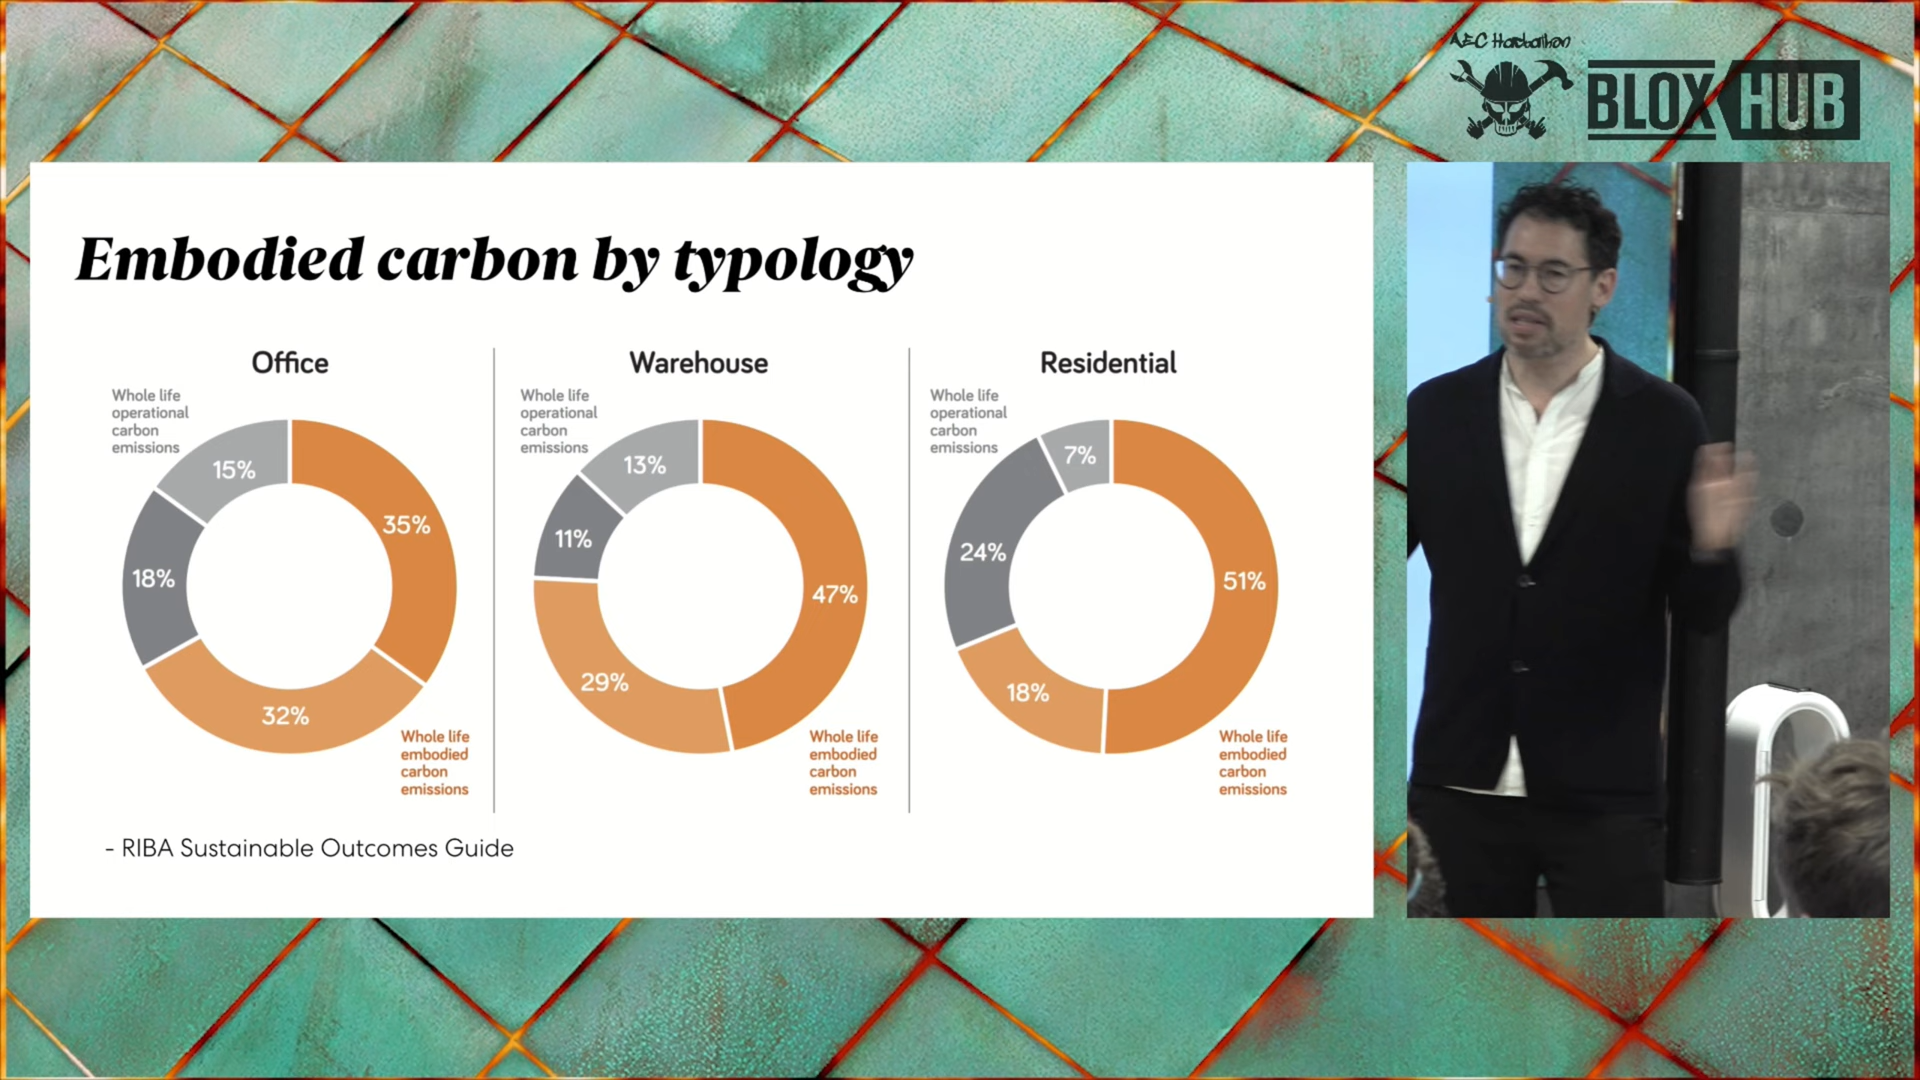 AEC Hackathon
BLOXHUB
Embodied carbon by typology
Office
Whole life
operational
carbon
emissions
15%
35%
18%
32%
Whole life
embodied
carbon
emissions
Warehouse
Whole life
operational
carbon
emissions
13%
11%
47%
29%
Whole life
embodied
carbon
emissions
Residential
Whole life
operational
carbon
emissions
7%
24%
51%
18%
Whole life
embodied
carbon
emissions
- RIBA Sustainable Outcomes Guide